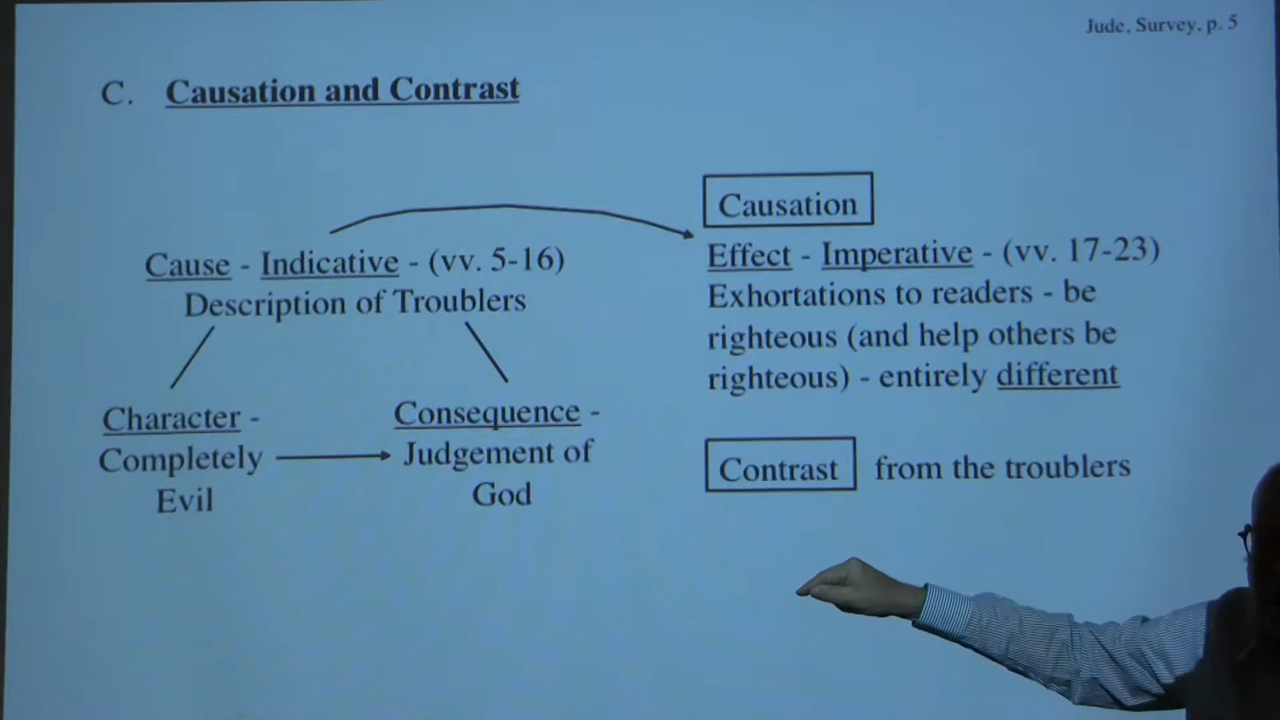 Jude, Survey, p. 5
C. Causation and Contrast
Cause - Indicative - (vv. 5-16)
Description of Troublers
Character -
Completely
Evil
Consequence -
Judgement of
God
Causation
Effect - Imperative - (vv. 17-23)
Exhortations to readers - be
righteous (and help others be
righteous) - entirely different
Contrast from the troublers